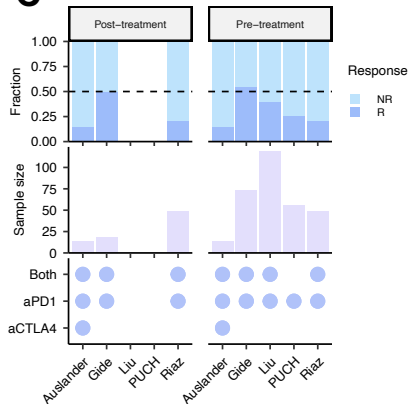 Post-treatment
Pre-treatment
Fraction
1.00
0.75
0.50
0.25
0.00
Response
NR
R
Sample size
100
75
50
25
0
Both
aPD1
aCTLA4
Auslander
Gide
Liu
PUCH
Riaz
Auslander
Gide
Liu
PUCH
Riaz